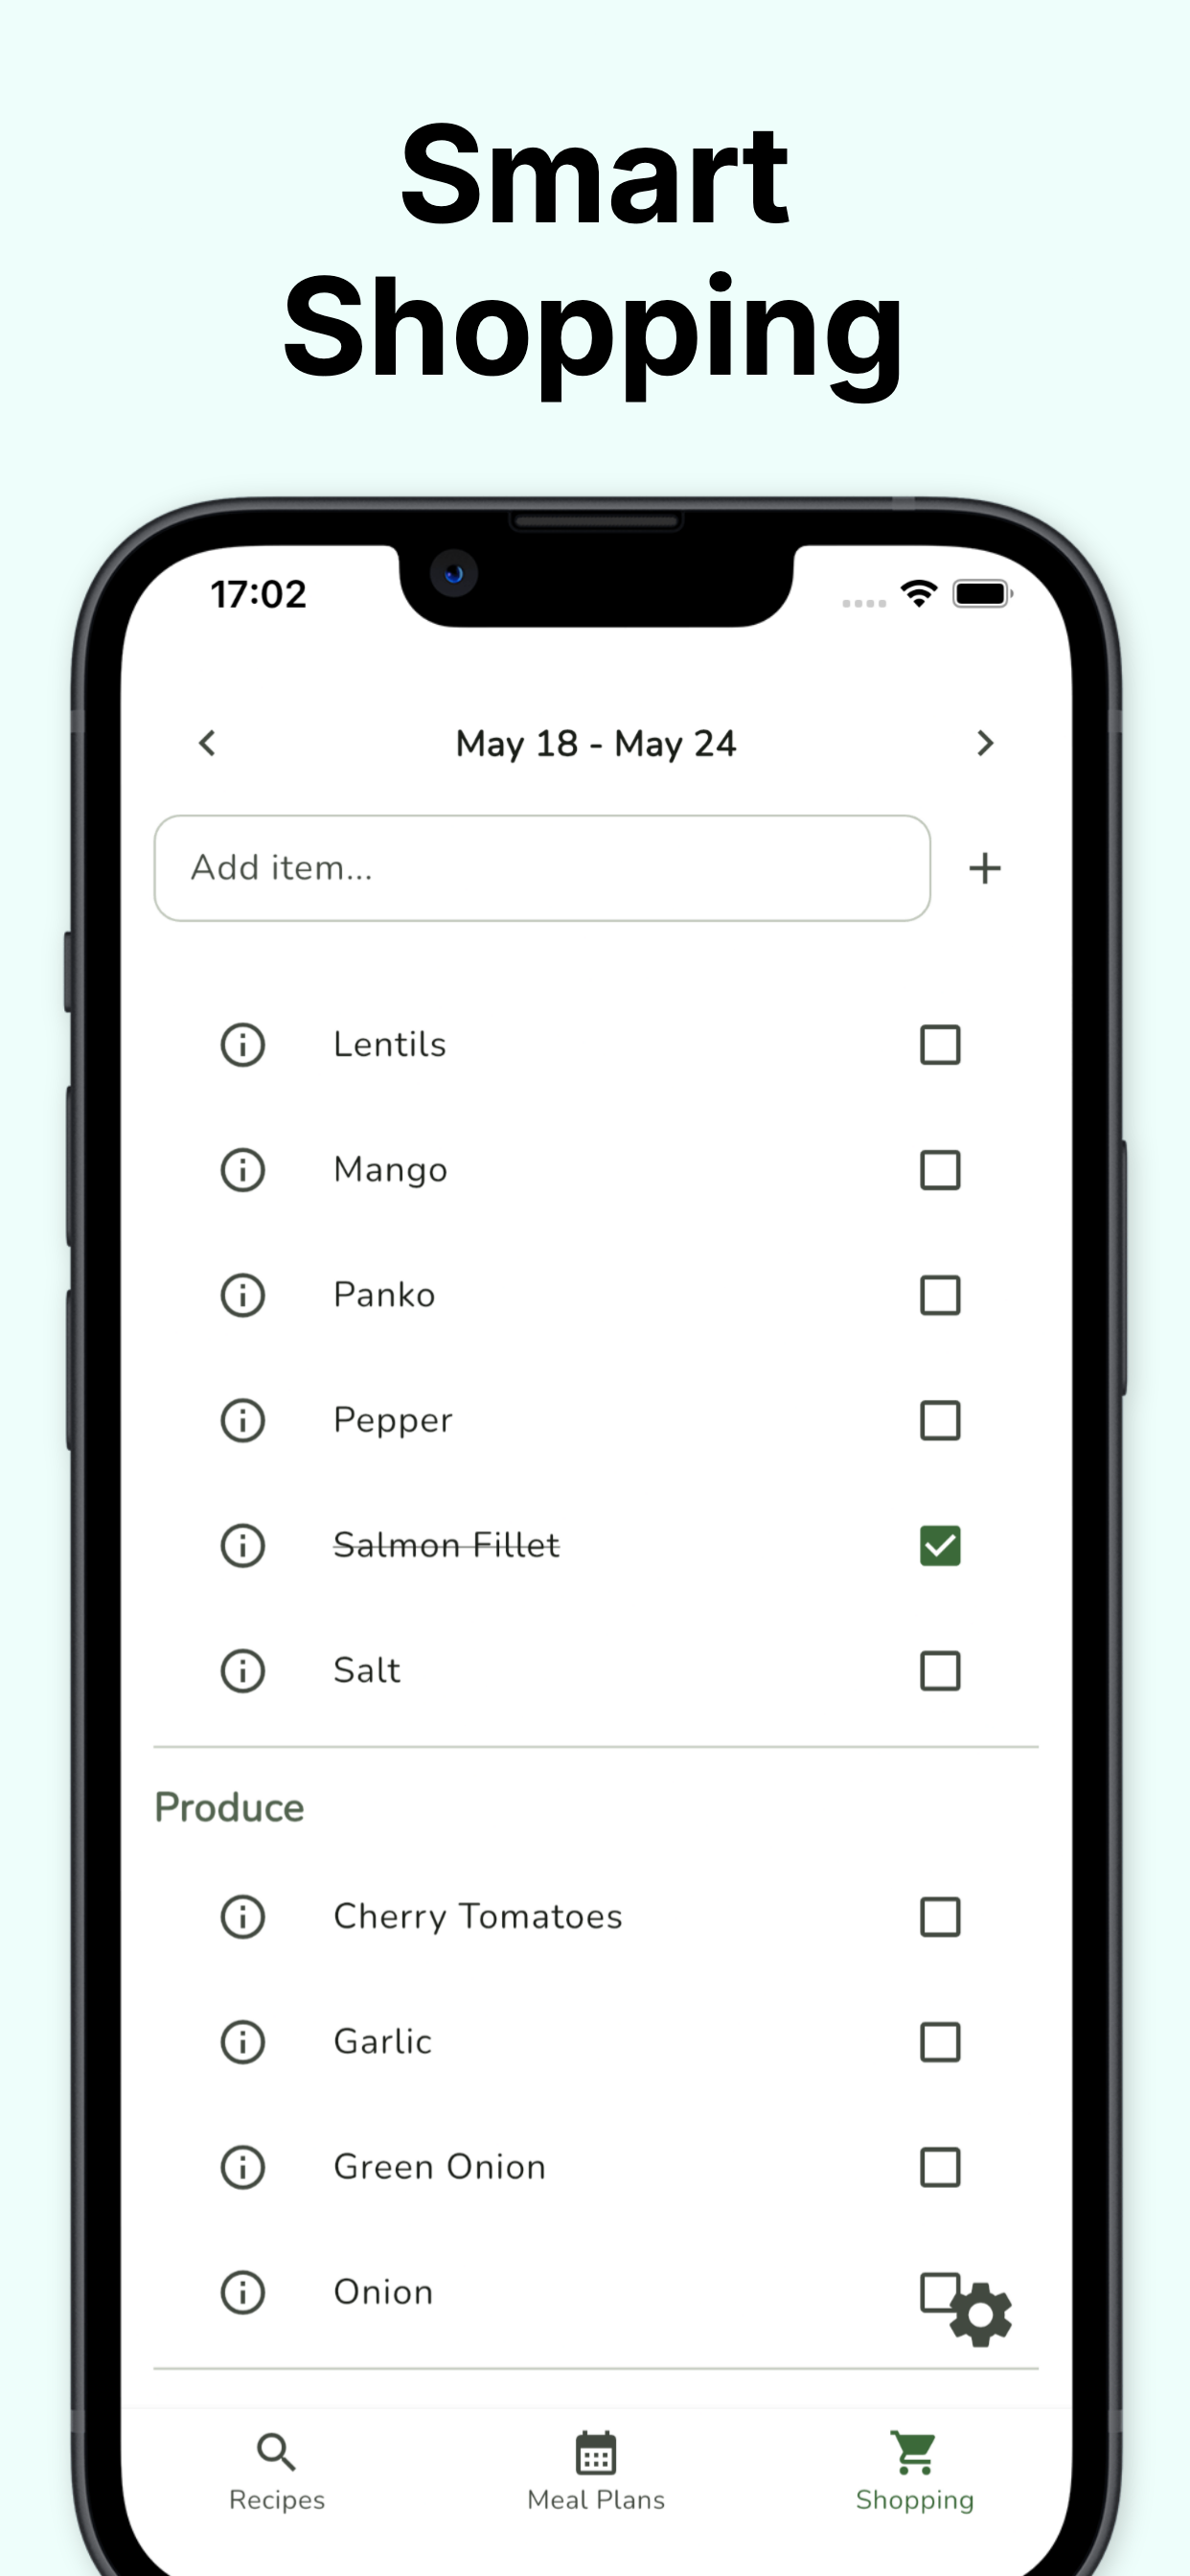 Smart
Shopping
17:02
May 18 - May 24
Add item...
Lentils
Mango
Panko
Pepper
Salmon Fillet
Salt
Produce
Cherry Tomatoes
Garlic
Green Onion
Onion
Recipes
Meal Plans
Shopping